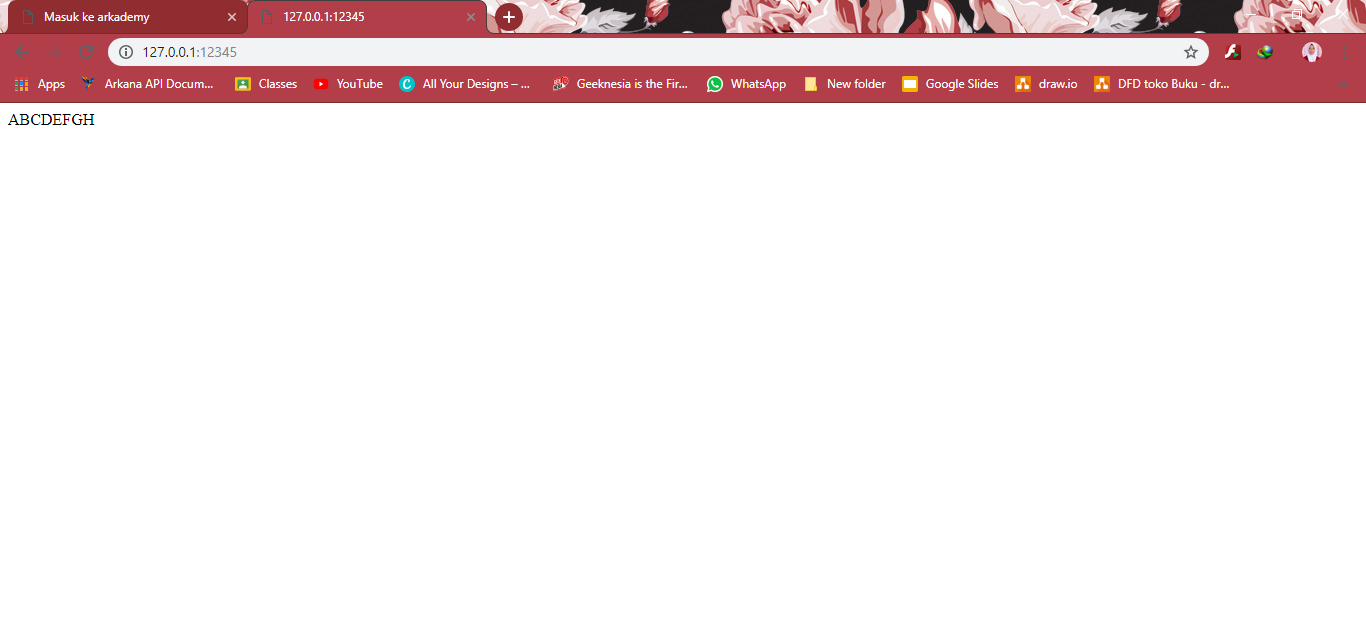 Masuk ke arkademy
127.0.0.1:12345
127.0.0.1:12345
Apps Arkana API Docum... Classes YouTube All Your Designs – ... Geeknesia is the Fir... WhatsApp New folder Google Slides draw.io DFD toko Buku - dr...
ABCDEFGH